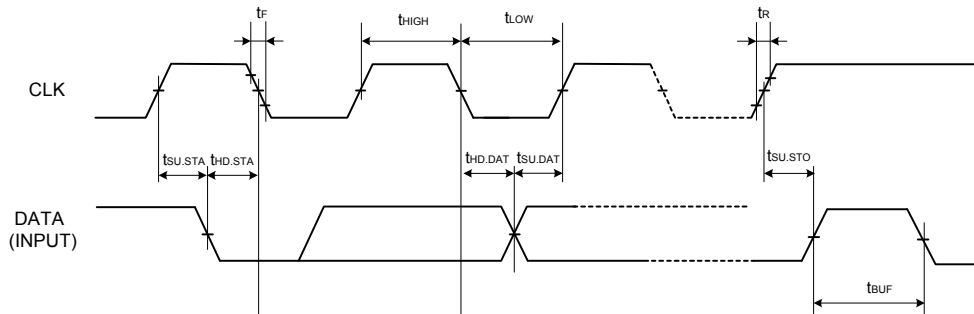 tF
tHIGH
tLOW
tR
CLK
tSU.STA
tHD.STA
tHD.DAT
tSU.DAT
tSU.STO
DATA
(INPUT)
tBUF